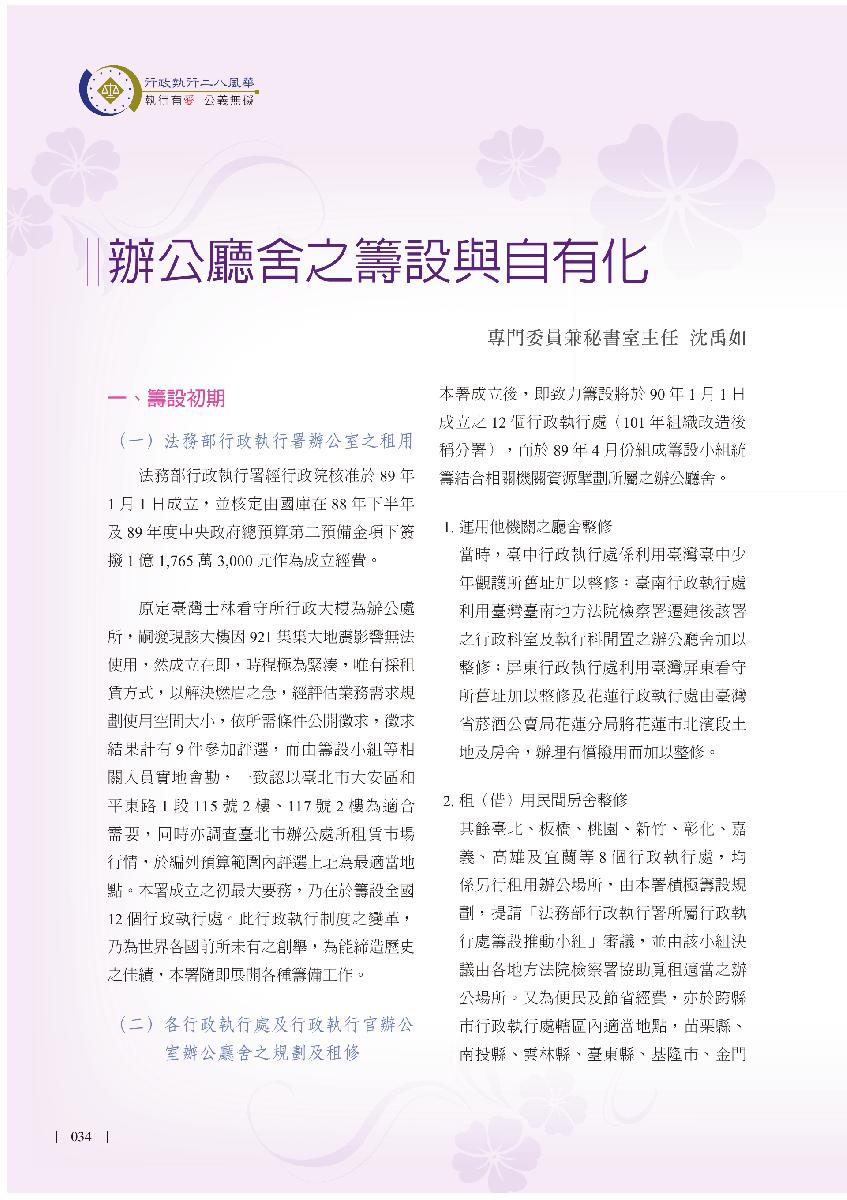 行政執行二八風華
執行有愛 公義無礙
辦公廳舍之籌設與自有化
專門委員兼秘書室主任 沈禹如
一、籌設初期
（一）法務部行政執行署辦公室之租用
法務部行政執行署經行政院核准於 89 年
1 月 1 日成立，並核定由國庫在 88 年下半年
及 89 年度中央政府總預算第二預備金項下簽
撥 1 億 1,765 萬 3,000 元作為成立經費。
原定臺灣士林看守所行政大樓為辦公處
所，嗣發現該大樓因 921 集集大地震影響無法
使用，然成立在即，時程極為緊湊，唯有採租
賃方式，以解決燃眉之急，經評估業務需求規
劃使用空間大小，依所需條件公開徵求，徵求
結果計有 9 件參加評選，而由籌設小組等相
關人員實地會勘，一致認以臺北市大安區和
平東路 1 段 115 號 2 樓、117 號 2 樓為適合
需要，同時亦調查臺北市辦公處所租賃市場
行情，於編列預算範圍內評選上址為最適當地
點。本署成立之初最大要務，乃在於籌設全國
12 個行政執行處。此行政執行制度之變革，
乃為世界各國前所未有之創舉，為能締造歷史
之佳績，本署隨即展開各種籌備工作。
（二）各行政執行處及行政執行官辦公
室辦公廳舍之規劃及租修
本署成立後，即致力籌設將於 90 年 1 月 1 日
成立之 12 個行政執行處（101 年組織改造後
稱分署），而於 89 年 4 月份組成籌設小組統
籌結合相關機關資源擘劃所屬之辦公廳舍。
1. 運用他機關之廳舍整修
當時，臺中行政執行處係利用臺灣臺中少
年觀護所舊址加以整修；臺南行政執行處
利用臺灣臺南地方法院檢察署遷建後該署
之行政科室及執行科閒置之辦公廳舍加以
整修；屏東行政執行處利用臺灣屏東看守
所舊址加以整修及花蓮行政執行處由臺灣
省菸酒公賣局花蓮分局將花蓮市北濱段土
地及房舍，辦理有償撥用而加以整修。
2. 租（借）用民間房舍整修
其餘臺北、板橋、桃園、新竹、彰化、嘉
義、高雄及宜蘭等 8 個行政執行處，均
係另行租用辦公場所，由本署積極籌設規
劃，提請「法務部行政執行署所屬行政執
行處籌設推動小組」審議，並由該小組決
議由各地方法院檢察署協助覓租適當之辦
公場所。又為便民及節省經費，亦於跨縣
市行政執行處轄區內適當地點，苗栗縣、
南投縣、雲林縣、臺東縣、基隆市、金門
034